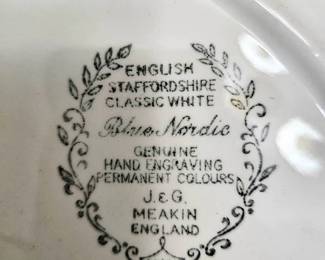 ENGLISH
STAFFORDSHIRE
CLASSIC WHITE
Blue Nordic
GENUINE
HAND ENGRAVING
PERMANENT COLOURS
J.&G.
MEAKIN
ENGLAND